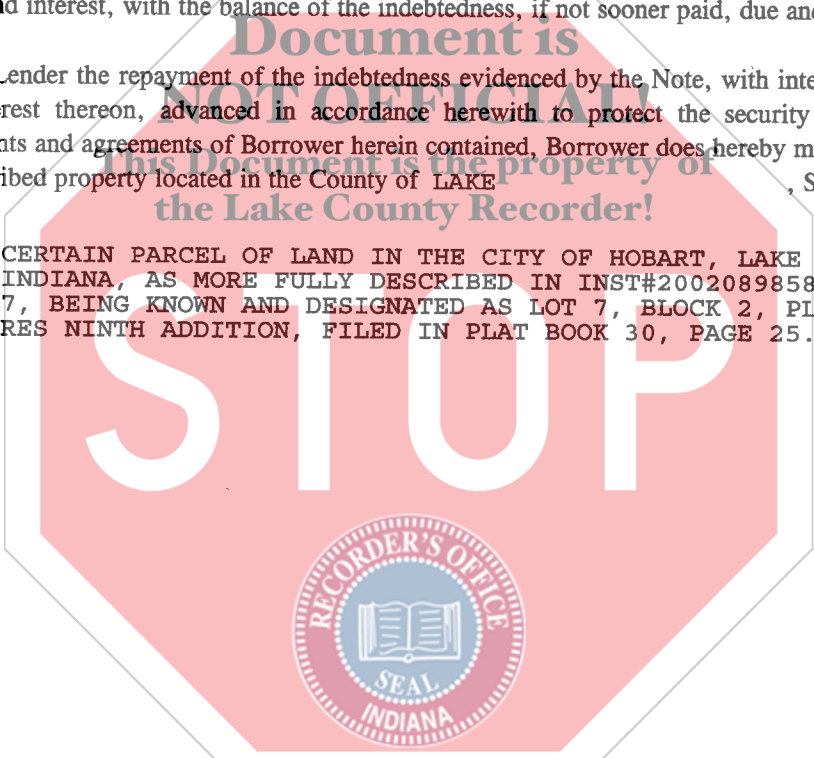 nd interest, with the balance of the indebtedness, if not sooner paid, due and
Document is
Lender the repayment of the indebtedness evidenced by the Note, with inte
NOT OFFICIAL!
rest thereon, advanced in accordance herewith to protect the security
nts and agreements of Borrower herein contained, Borrower does hereby m
This Document is the property of
ibed property located in the County of LAKE , S
the Lake County Recorder!
CERTAIN PARCEL OF LAND IN THE CITY OF HOBART, LAKE
INDIANA, AS MORE FULLY DESCRIBED IN INST#2002089858
7, BEING KNOWN AND DESIGNATED AS LOT 7, BLOCK 2, PL
RES NINTH ADDITION, FILED IN PLAT BOOK 30, PAGE 25.
STOP
RECORDER'S OFFICE
SEAL
INDIANA